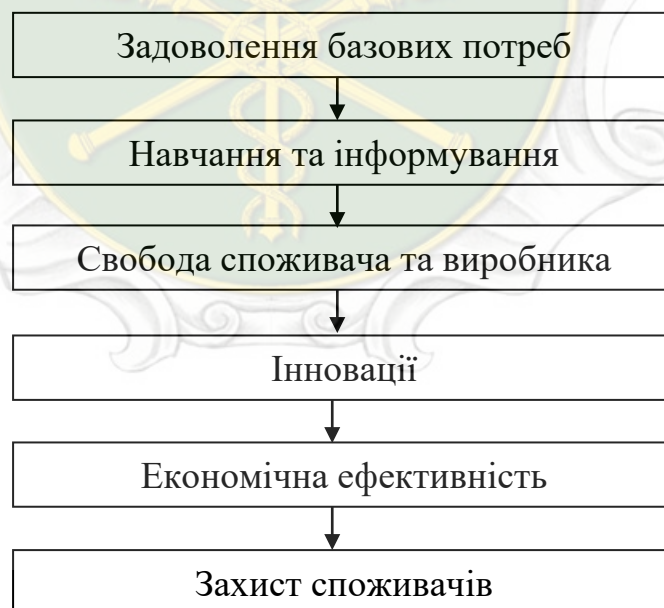 Задоволення базових потреб
Навчання та інформування
Свобода споживача та виробника
Інновації
Економічна ефективність
Захист споживачів